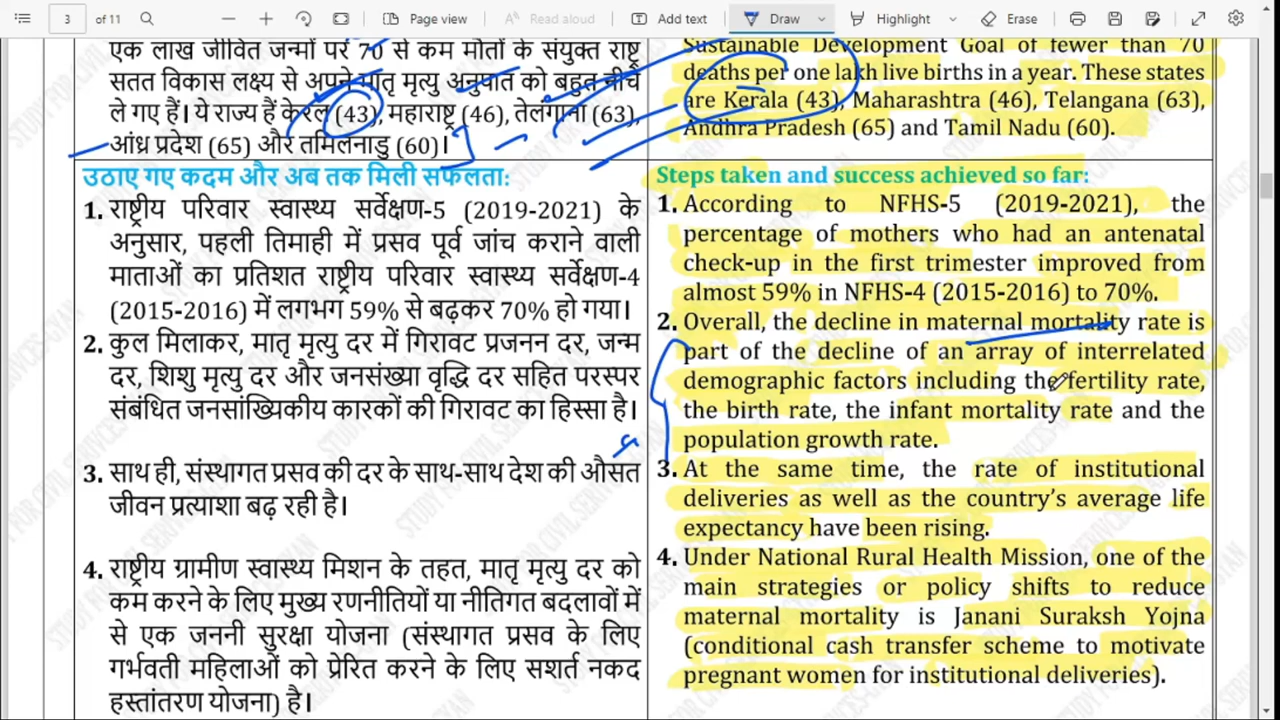 3 of 11
Page view
Read aloud
Add text
Draw
Highlight
Erase
एक लाख जीवित जन्मों पर 70 से कम मौतों के संयुक्त राष्ट्र
सतत विकास लक्ष्य से अपने मातृ मृत्यु अनुपात को बहुत नीचे
ले गए हैं। ये राज्य हैं केरल (43), महाराष्ट्र (46), तेलंगाना (63),
आंध्र प्रदेश (65) और तमिलनाडु (60)।
उठाए गए कदम और अब तक मिली सफलता:
1. राष्ट्रीय परिवार स्वास्थ्य सर्वेक्षण-5 (2019-2021) के
अनुसार, पहली तिमाही में प्रसव पूर्व जांच कराने वाली
माताओं का प्रतिशत राष्ट्रीय परिवार स्वास्थ्य सर्वेक्षण-4
(2015-2016) में लगभग 59% से बढ़कर 70% हो गया।
2. कुल मिलाकर, मातृ मृत्यु दर में गिरावट प्रजनन दर, जन्म
दर, शिशु मृत्यु दर और जनसंख्या वृद्धि दर सहित परस्पर
संबंधित जनसांख्यिकीय कारकों की गिरावट का हिस्सा है।
3. साथ ही, संस्थागत प्रसव की दर के साथ-साथ देश की औसत
जीवन प्रत्याशा बढ़ रही है।
4. राष्ट्रीय ग्रामीण स्वास्थ्य मिशन के तहत, मातृ मृत्यु दर को
कम करने के लिए मुख्य रणनीतियों या नीतिगत बदलावों में
से एक जननी सुरक्षा योजना (संस्थागत प्रसव के लिए
गर्भवती महिलाओं को प्रेरित करने के लिए सशर्त नकद
हस्तांतरण योजना) है।
Sustainable Development Goal of fewer than 70
deaths per one lakh live births in a year. These states
are Kerala (43), Maharashtra (46), Telangana (63),
Andhra Pradesh (65) and Tamil Nadu (60).
Steps taken and success achieved so far:
1. According to NFHS-5 (2019-2021), the
percentage of mothers who had an antenatal
check-up in the first trimester improved from
almost 59% in NFHS-4 (2015-2016) to 70%.
2. Overall, the decline in maternal mortality rate is
part of the decline of an array of interrelated
demographic factors including the fertility rate,
the birth rate, the infant mortality rate and the
population growth rate.
3. At the same time, the rate of institutional
deliveries as well as the country's average life
expectancy have been rising.
4. Under National Rural Health Mission, one of the
main strategies or policy shifts to reduce
maternal mortality is Janani Suraksh Yojna
(conditional cash transfer scheme to motivate
pregnant women for institutional deliveries).